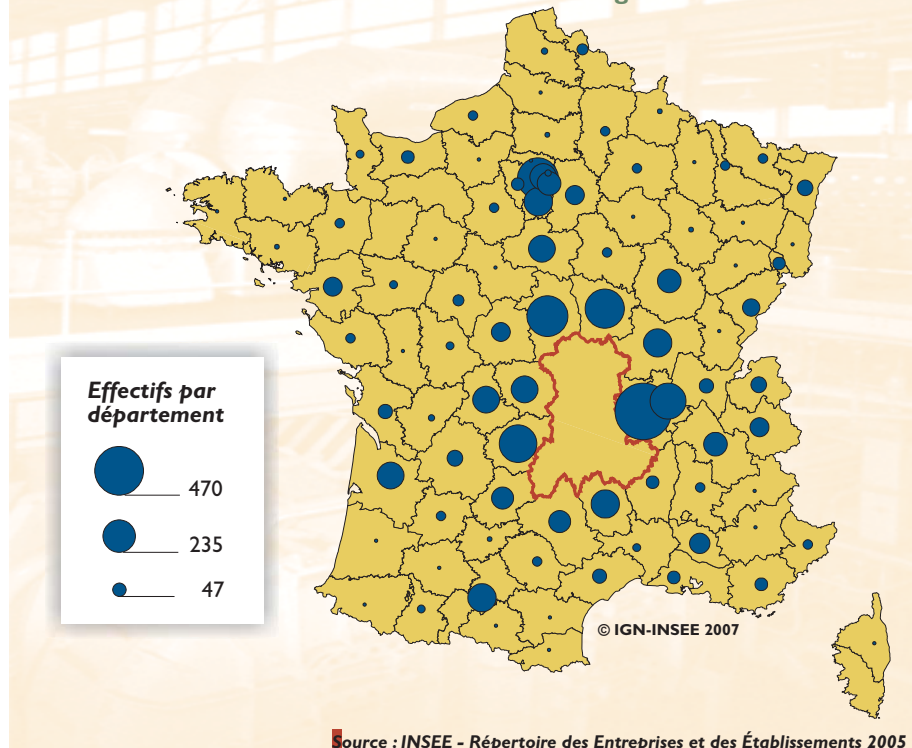 Effectifs par
département
470
235
47
© IGN-INSEE 2007
Source : INSEE - Répertoire des Entreprises et des Établissements 2005